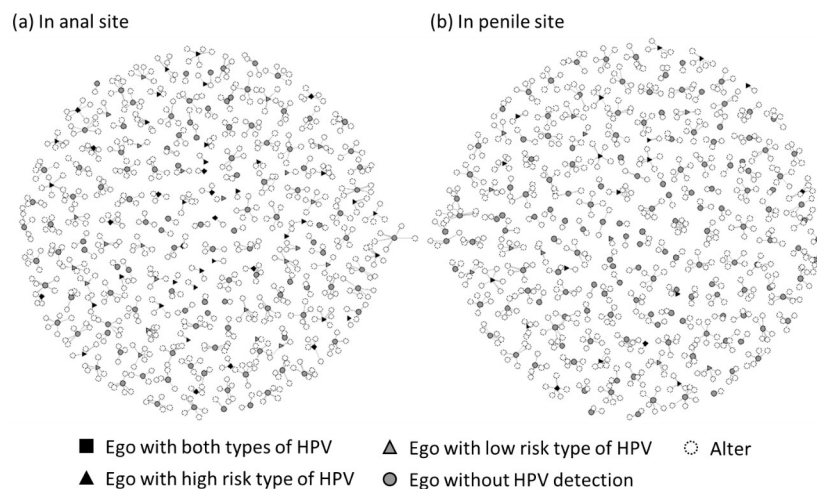 (a) In anal site
(b) In penile site
Ego with both types of HPV
Ego with low risk type of HPV
Alter
Ego with high risk type of HPV
Ego without HPV detection